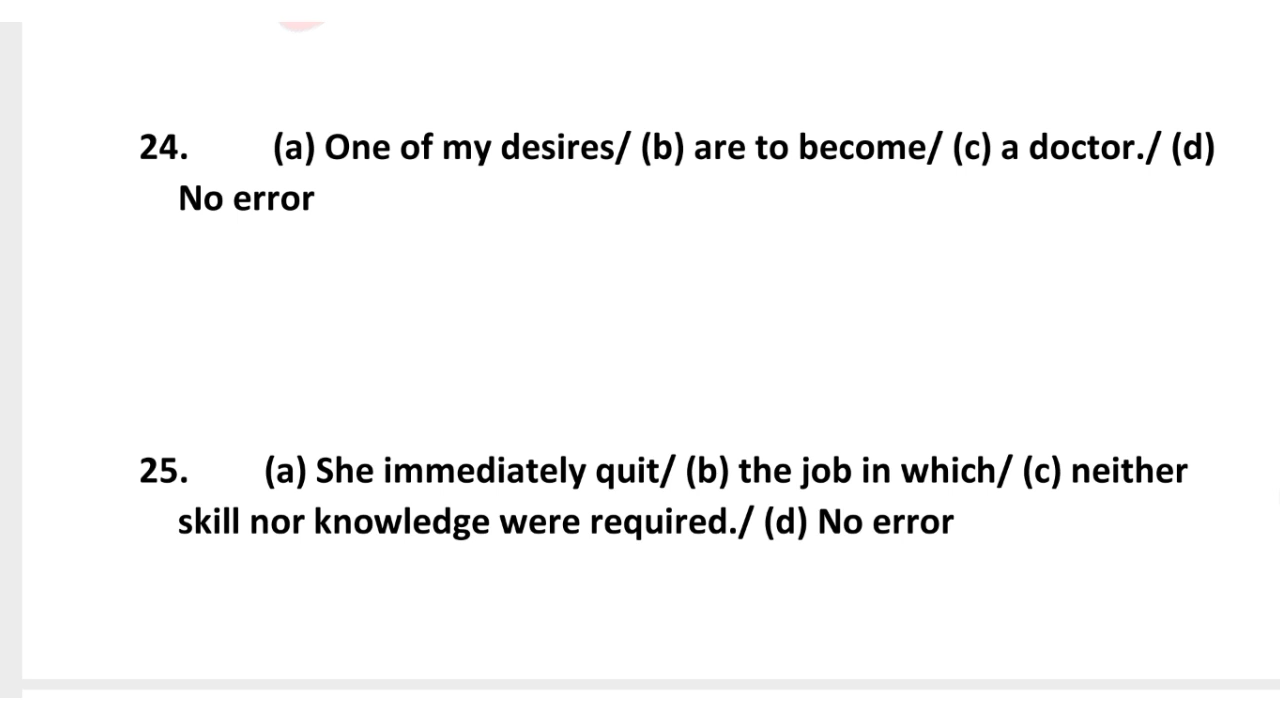 24. (a) One of my desires/ (b) are to become/ (c) a doctor./ (d)
No error
25. (a) She immediately quit/ (b) the job in which/ (c) neither
skill nor knowledge were required./ (d) No error